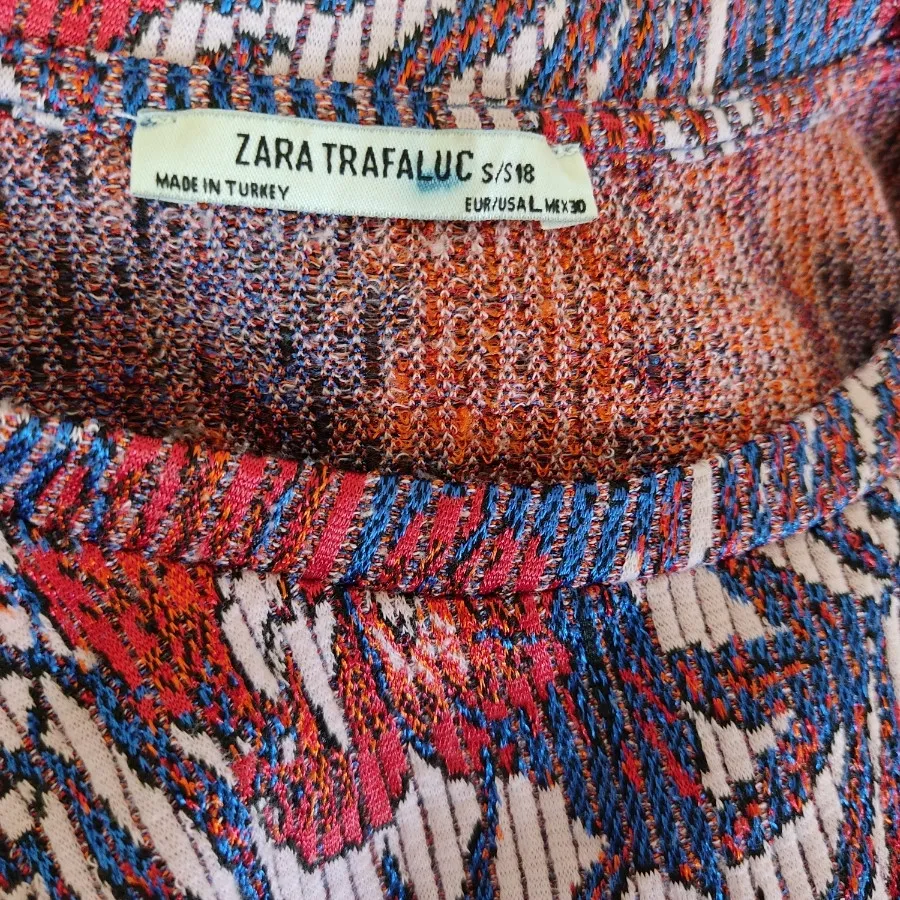 ZARA TRAFALUC S/S18
MADE IN TURKEY
EUR/USA L MEX 30